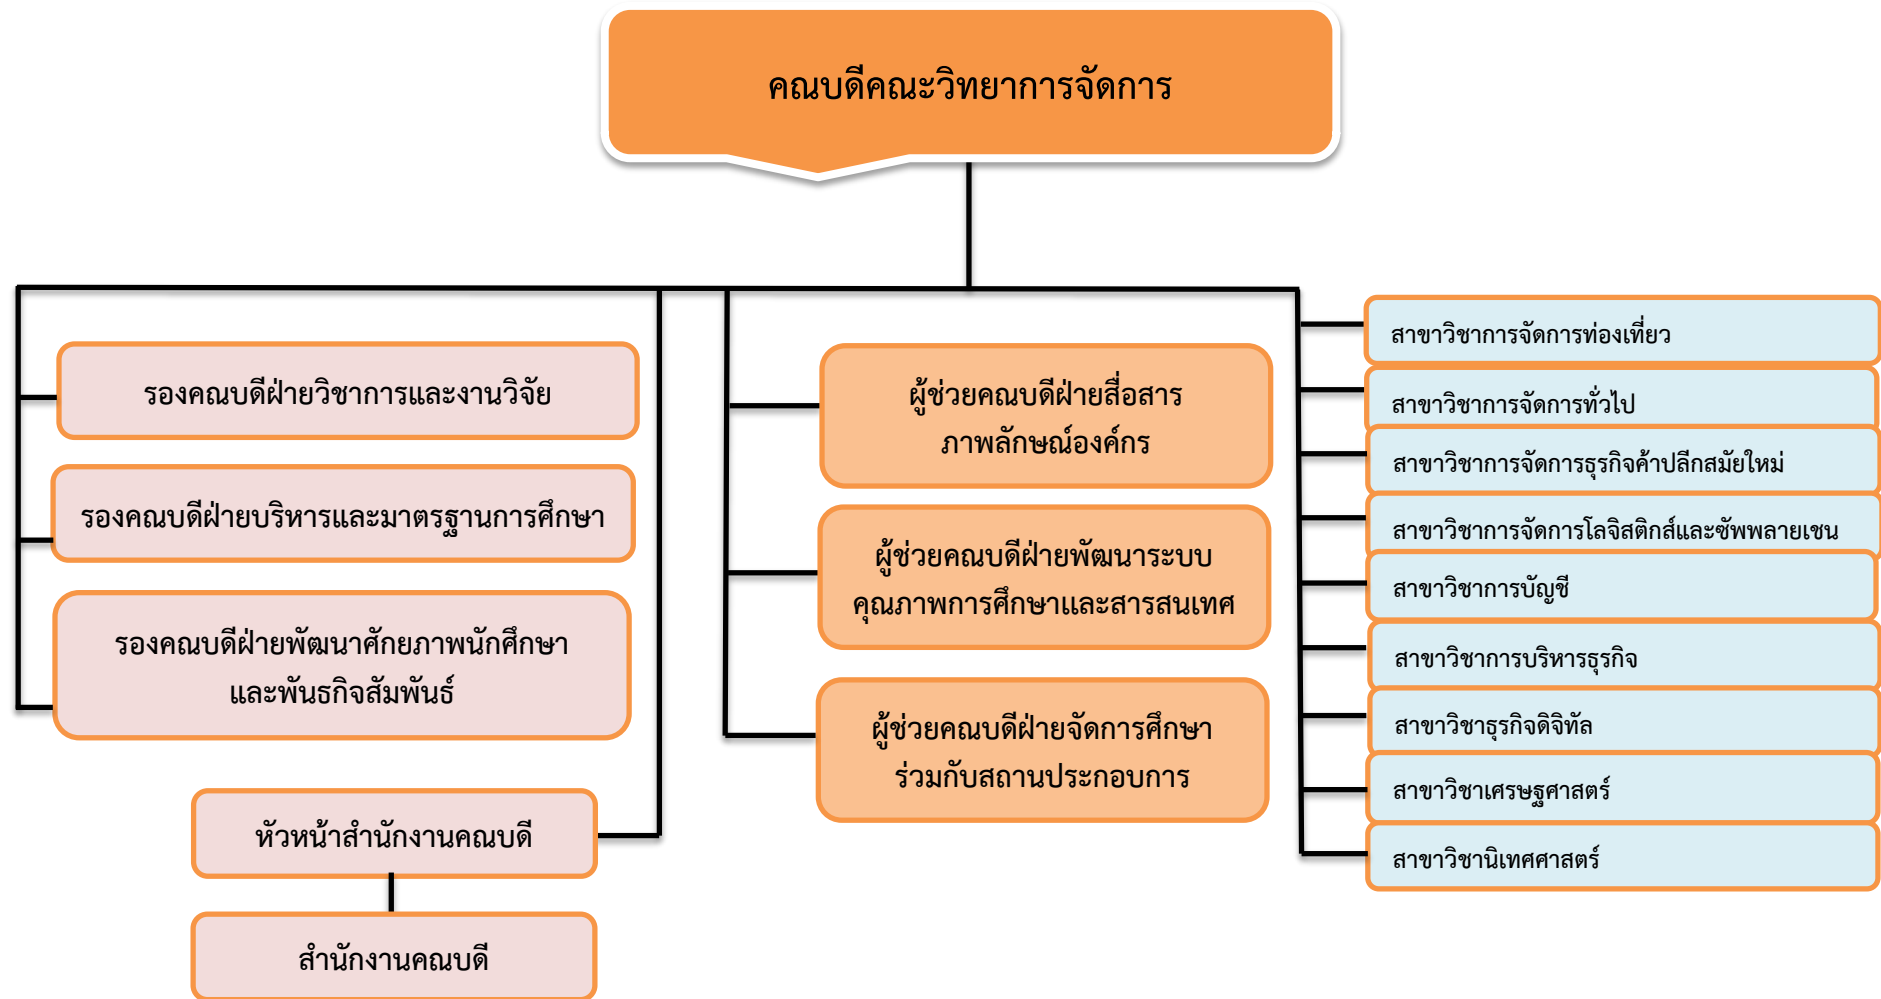 คณบดีคณะวิทยาการจัดการ
รองคณบดีฝ่ายวิชาการและงานวิจัย
รองคณบดีฝ่ายบริหารและมาตรฐานการศึกษา
รองคณบดีฝ่ายพัฒนาศักยภาพนักศึกษา
และพันธกิจสัมพันธ์
หัวหน้าสำนักงานคณบดี
สำนักงานคณบดี
ผู้ช่วยคณบดีฝ่ายสื่อสาร
ภาพลักษณ์องค์กร
ผู้ช่วยคณบดีฝ่ายพัฒนาระบบ
คุณภาพการศึกษาและสารสนเทศ
ผู้ช่วยคณบดีฝ่ายจัดการศึกษา
ร่วมกับสถานประกอบการ
สาขาวิชาการจัดการท่องเที่ยว
สาขาวิชาการจัดการทั่วไป
สาขาวิชาการจัดการธุรกิจค้าปลีกสมัยใหม่
สาขาวิชาการจัดการโลจิสติกส์และซัพพลายเชน
สาขาวิชาการบัญชี
สาขาวิชาการบริหารธุรกิจ
สาขาวิชาธุรกิจดิจิทัล
สาขาวิชาเศรษฐศาสตร์
สาขาวิชานิเทศศาสตร์